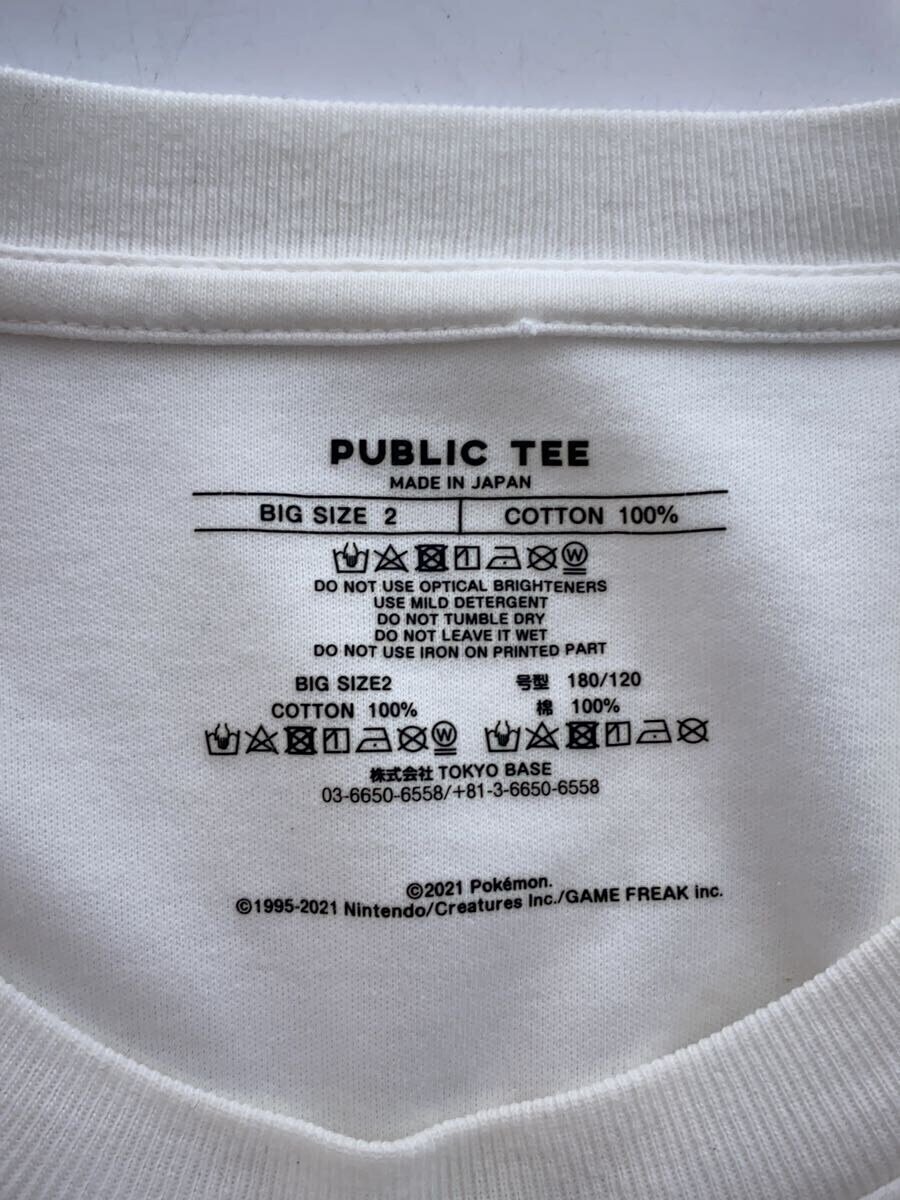 PUBLIC TEE
MADE IN JAPAN
BIG SIZE 2 COTTON 100%
DO NOT USE OPTICAL BRIGHTENERS
USE MILD DETERGENT
DO NOT TUMBLE DRY
DO NOT LEAVE IT WET
DO NOT USE IRON ON PRINTED PART
BIG SIZE2 号型 180/120
COTTON 100% 棉 100%
株式会社 TOKYO BASE
03-6650-6558/+81-3-6650-6558
©2021 Pokémon.
©1995-2021 Nintendo/Creatures Inc./GAME FREAK inc.